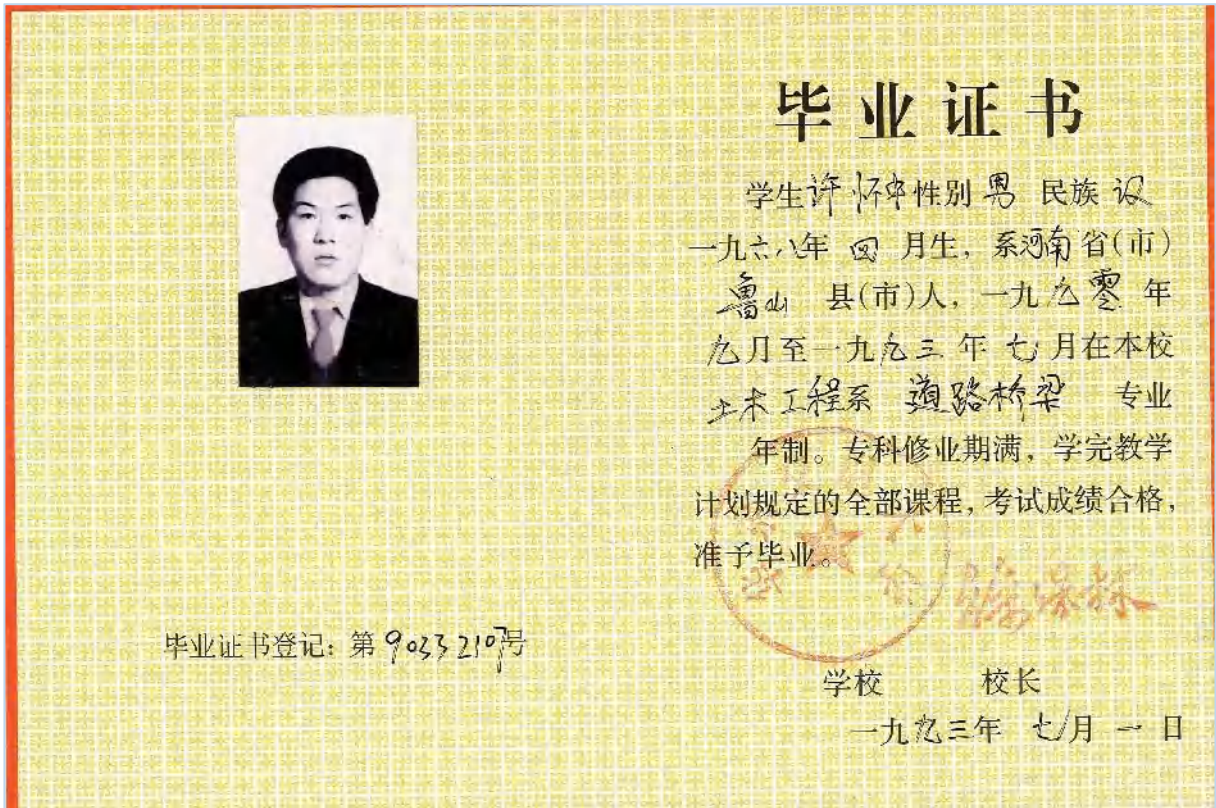 毕业证书
学生许怀中性别男 民族汉
一九六八年 四 月生，系河南省(市)
鲁山 县(市)人，一九九零年
九月至一九九三年七月在本校
土木工程系 道路桥梁 专业
年制。专科修业期满，学完教学
计划规定的全部课程，考试成绩合格，
准予毕业。
毕业证书登记：第9033210号
学校 校长
一九九三年 七月 一 日